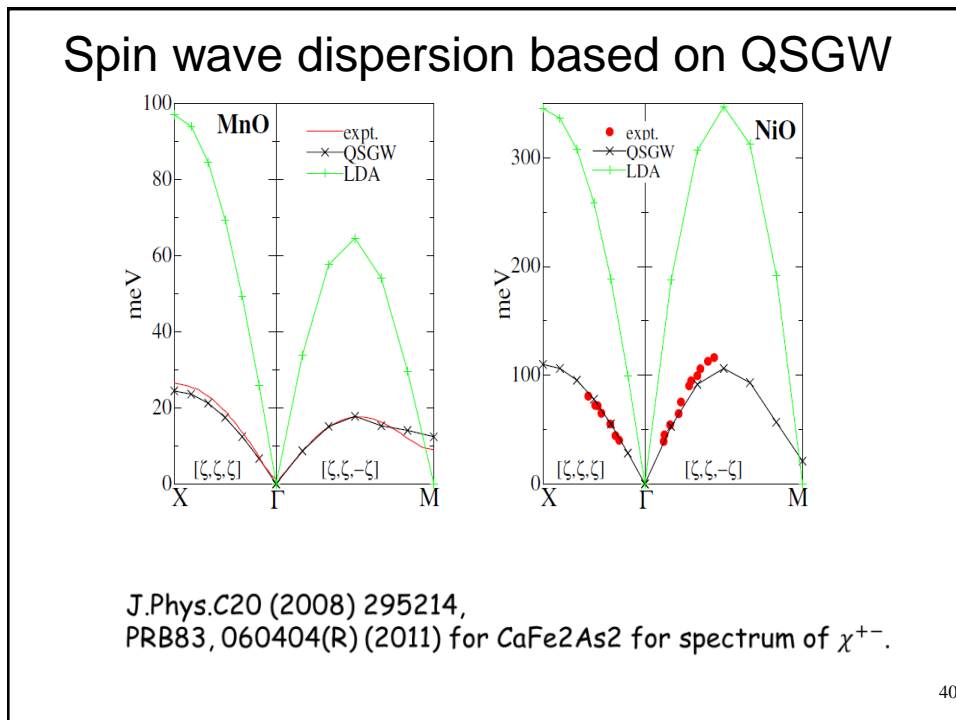 Spin wave dispersion based on QSGW
100
80
60
40
20
0
meV
MnO
expt.
QSGW
LDA
[ζ,ζ,ζ]
[ζ,ζ,−ζ]
X
Γ
M
300
200
100
0
meV
NiO
expt.
QSGW
LDA
[ζ,ζ,ζ]
[ζ,ζ,−ζ]
X
Γ
M
J.Phys.C20 (2008) 295214,
PRB83, 060404(R) (2011) for CaFe2As2 for spectrum of χ⁺⁻.
40